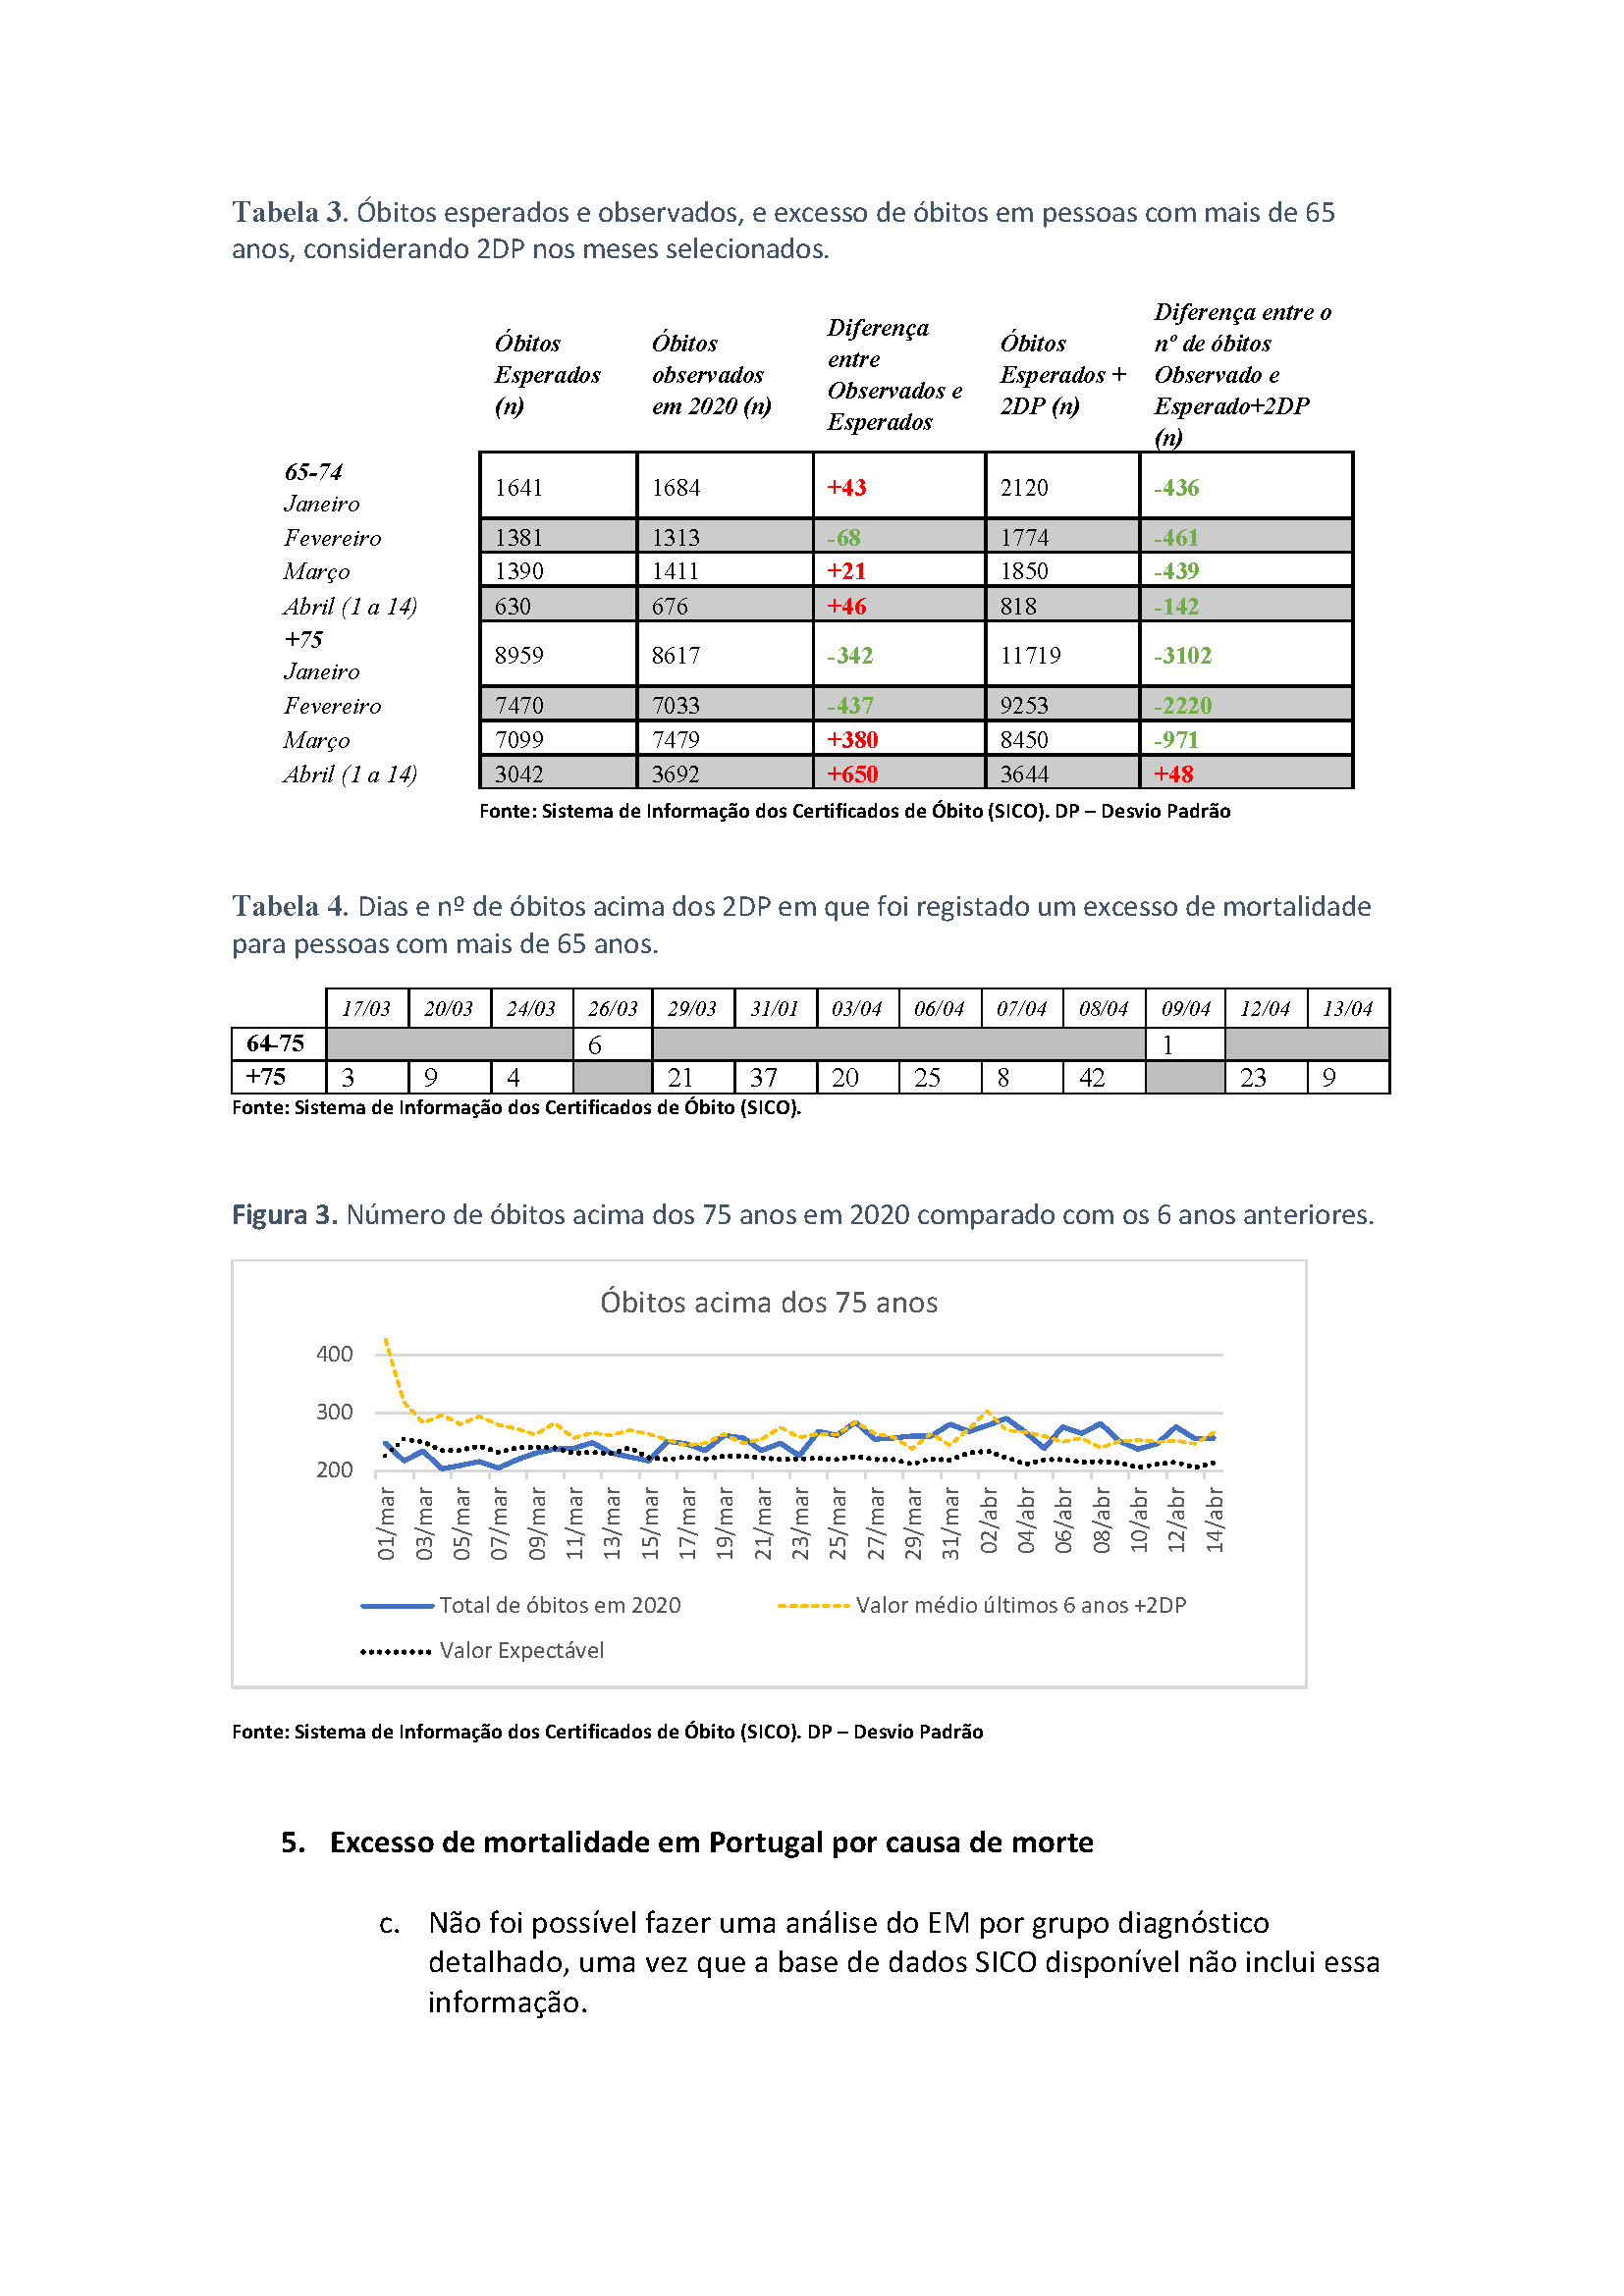 Tabela 3. Óbitos esperados e observados, e excesso de óbitos em pessoas com mais de 65
anos, considerando 2DP nos meses selecionados.
Óbitos Esperados (n) Óbitos observados em 2020 (n) Diferença entre Observados e Esperados Óbitos Esperados + 2DP (n) Diferença entre o nº de óbitos Observado e Esperado+2DP (n)
65-74
Janeiro 1641 1684 +43 2120 -436
Fevereiro 1381 1313 -68 1774 -461
Março 1390 1411 +21 1850 -439
Abril (1 a 14) 630 676 +46 818 -142
+75
Janeiro 8959 8617 -342 11719 -3102
Fevereiro 7470 7033 -437 9253 -2220
Março 7099 7479 +380 8450 -971
Abril (1 a 14) 3042 3692 +650 3644 +48
Fonte: Sistema de Informação dos Certificados de Óbito (SICO). DP – Desvio Padrão
Tabela 4. Dias e nº de óbitos acima dos 2DP em que foi registado um excesso de mortalidade
para pessoas com mais de 65 anos.
17/03 20/03 24/03 26/03 29/03 31/01 03/04 06/04 07/04 08/04 09/04 12/04 13/04
64-75 6 1
+75 3 9 4 21 37 20 25 8 42 23 9
Fonte: Sistema de Informação dos Certificados de Óbito (SICO).
Figura 3. Número de óbitos acima dos 75 anos em 2020 comparado com os 6 anos anteriores.
Óbitos acima dos 75 anos
400
300
200
01/mar 03/mar 05/mar 07/mar 09/mar 11/mar 13/mar 15/mar 17/mar 19/mar 21/mar 23/mar 25/mar 27/mar 29/mar 31/mar 02/abr 04/abr 06/abr 08/abr 10/abr 12/abr 14/abr
Total de óbitos em 2020 Valor médio últimos 6 anos +2DP
Valor Expectável
Fonte: Sistema de Informação dos Certificados de Óbito (SICO). DP – Desvio Padrão
5. Excesso de mortalidade em Portugal por causa de morte
c. Não foi possível fazer uma análise do EM por grupo diagnóstico
detalhado, uma vez que a base de dados SICO disponível não inclui essa
informação.